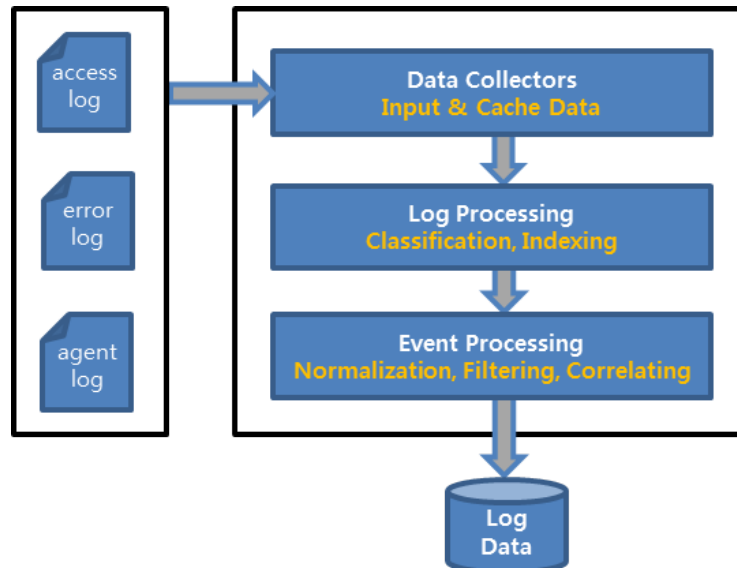 access
log
error
log
agent
log
Data Collectors
Input & Cache Data
Log Processing
Classification, Indexing
Event Processing
Normalization, Filtering, Correlating
Log
Data